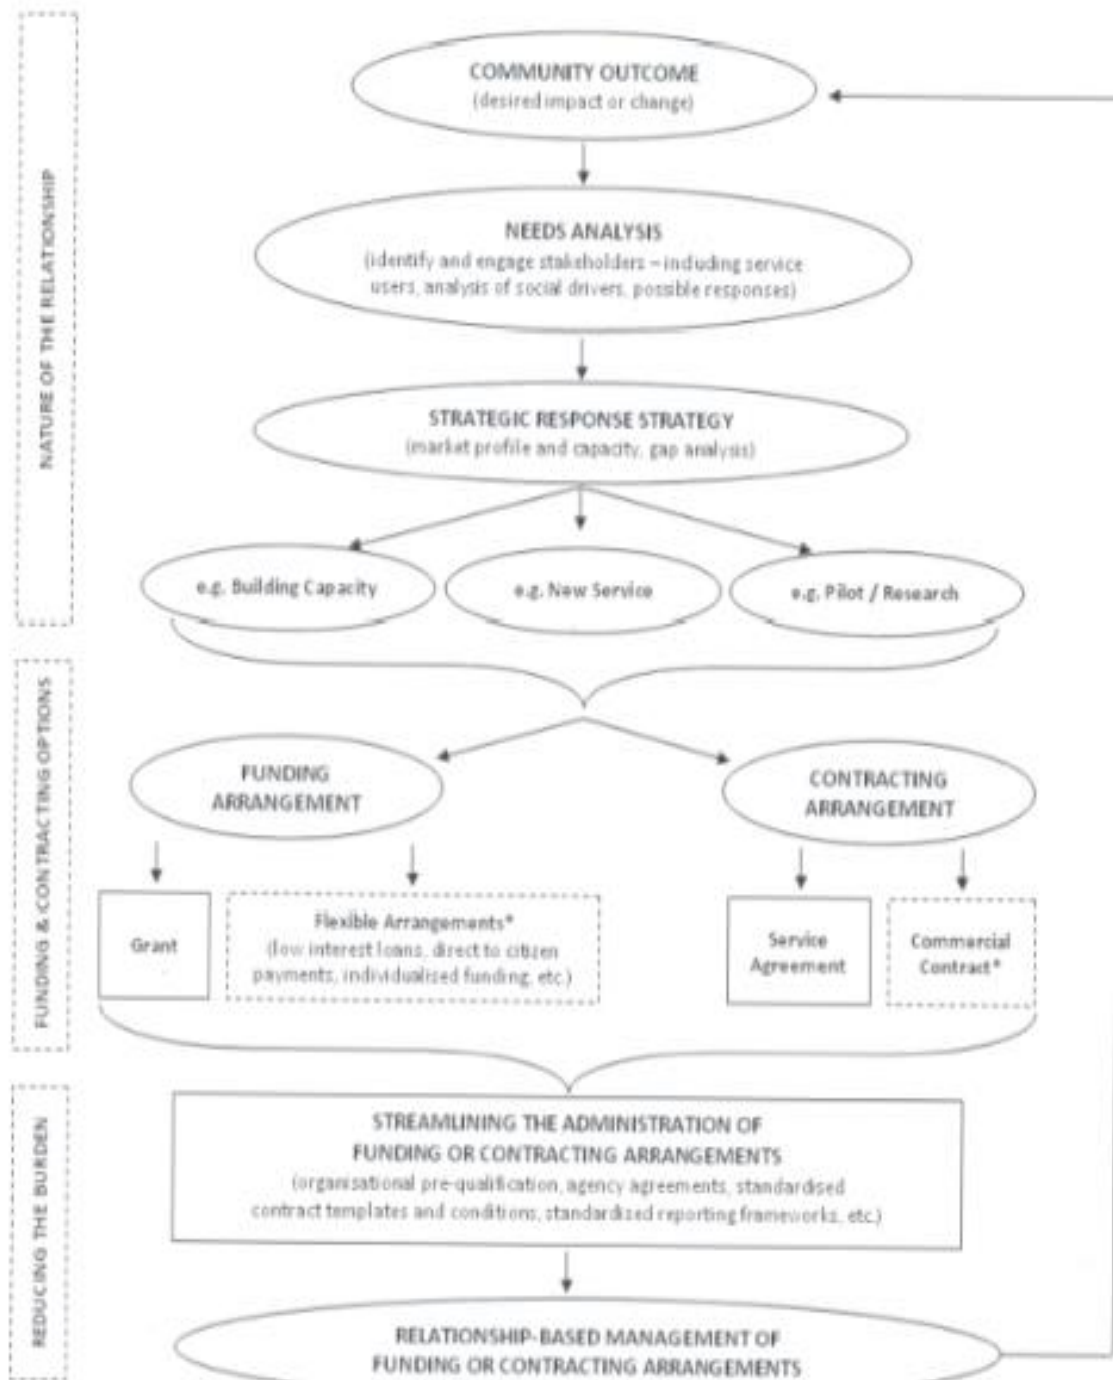 NATURE OF THE RELATIONSHIP
COMMUNITY OUTCOME
(desired impact or change)
NEEDS ANALYSIS
(identify and engage stakeholders – including service
users, analysis of social drivers, possible responses)
STRATEGIC RESPONSE STRATEGY
(market profile and capacity, gap analysis)
e.g. Building Capacity
e.g. New Service
e.g. Pilot / Research
FUNDING & CONTRACTING OPTIONS
FUNDING
ARRANGEMENT
CONTRACTING
ARRANGEMENT
Grant
Flexible Arrangements*
(low interest loans, direct to citizen
payments, individualised funding, etc.)
Service
Agreement
Commercial
Contract*
REDUCING THE BURDEN
STREAMLINING THE ADMINISTRATION OF
FUNDING OR CONTRACTING ARRANGEMENTS
(organisational pre-qualification, agency agreements, standardised
contract templates and conditions, standardised reporting frameworks, etc.)
RELATIONSHIP-BASED MANAGEMENT OF
FUNDING OR CONTRACTING ARRANGEMENTS